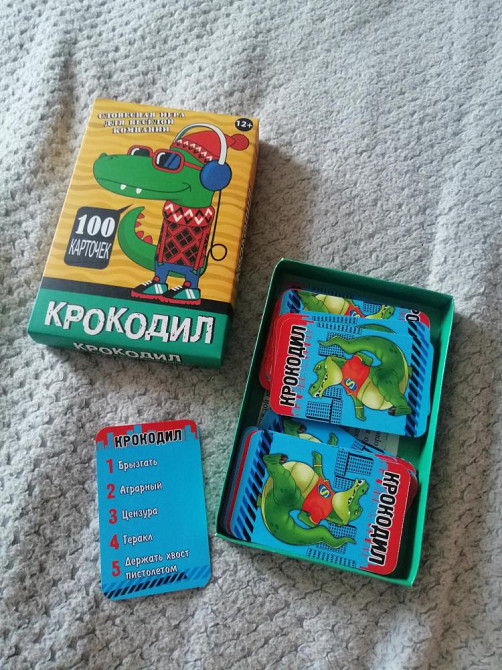 СЛОВЕСНАЯ ИГРА
ДЛЯ ВЕСЁЛОЙ
КОМПАНИИ
12+
100
КАРТОЧЕК
КРОКОДИЛ
КРОКОДИЛ
КРОКОДИЛ
S
КРОКОДИЛ
S
КРОКОДИЛ
1 Брызгать
2 Аграрный
3 Цензура
4 Геракл
5 Держать хвост
пистолетом